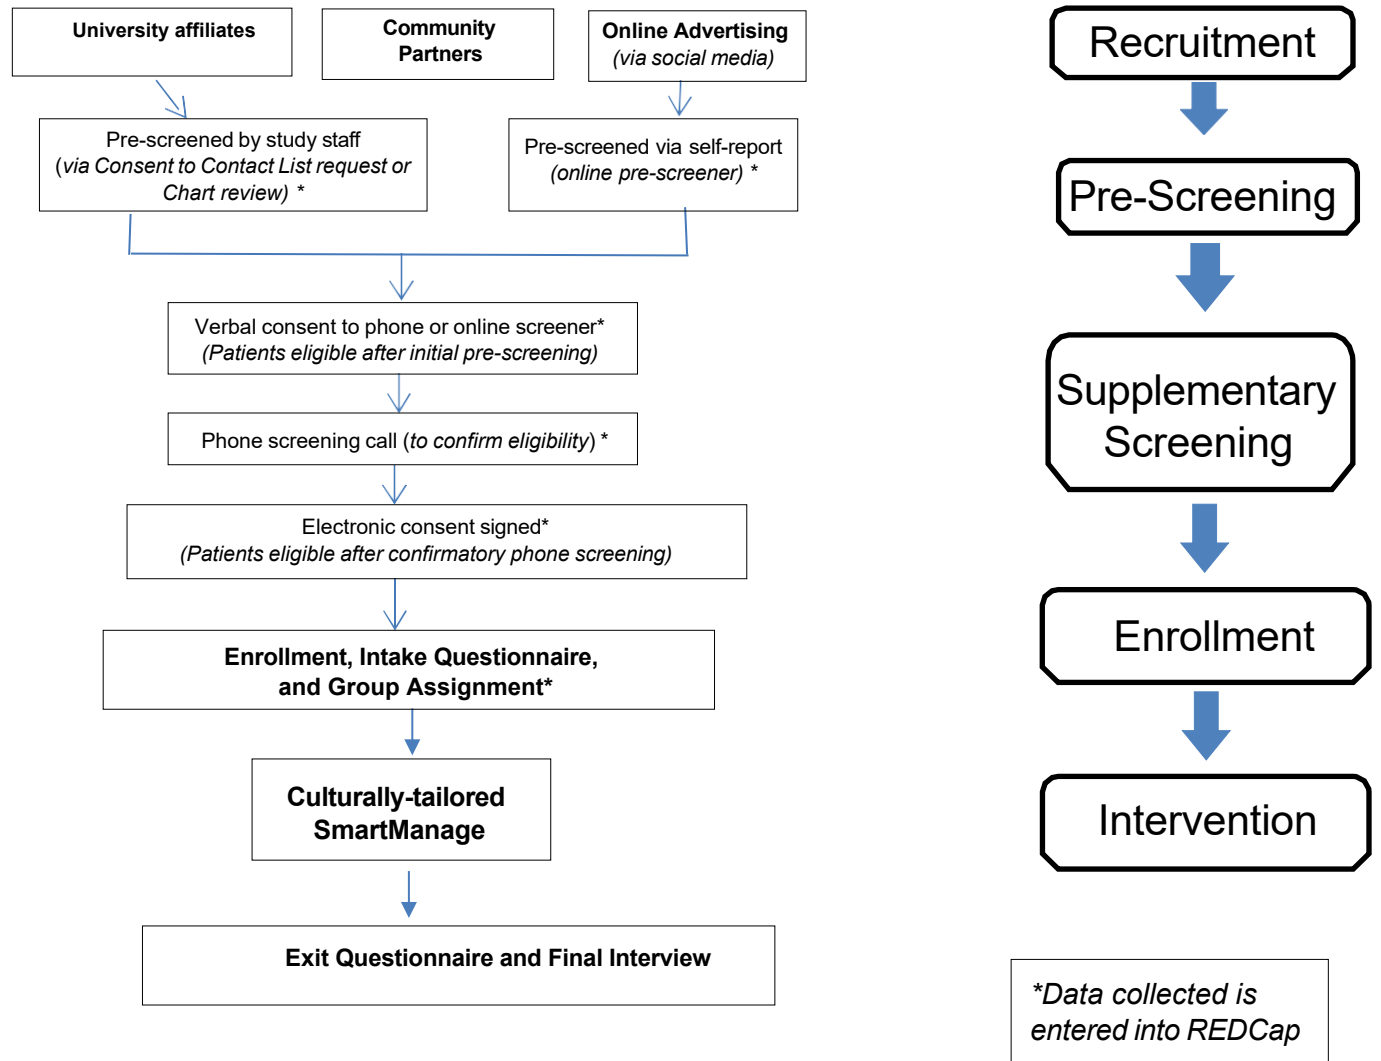 University affiliates
Community
Partners
Online Advertising
(via social media)
Pre-screened by study staff
(via Consent to Contact List request or
Chart review) *
Pre-screened via self-report
(online pre-screener) *
Verbal consent to phone or online screener*
(Patients eligible after initial pre-screening)
Phone screening call (to confirm eligibility) *
Electronic consent signed*
(Patients eligible after confirmatory phone screening)
Enrollment, Intake Questionnaire,
and Group Assignment*
Culturally-tailored
SmartManage
Exit Questionnaire and Final Interview
Recruitment
Pre-Screening
Supplementary
Screening
Enrollment
Intervention
*Data collected is
entered into REDCap